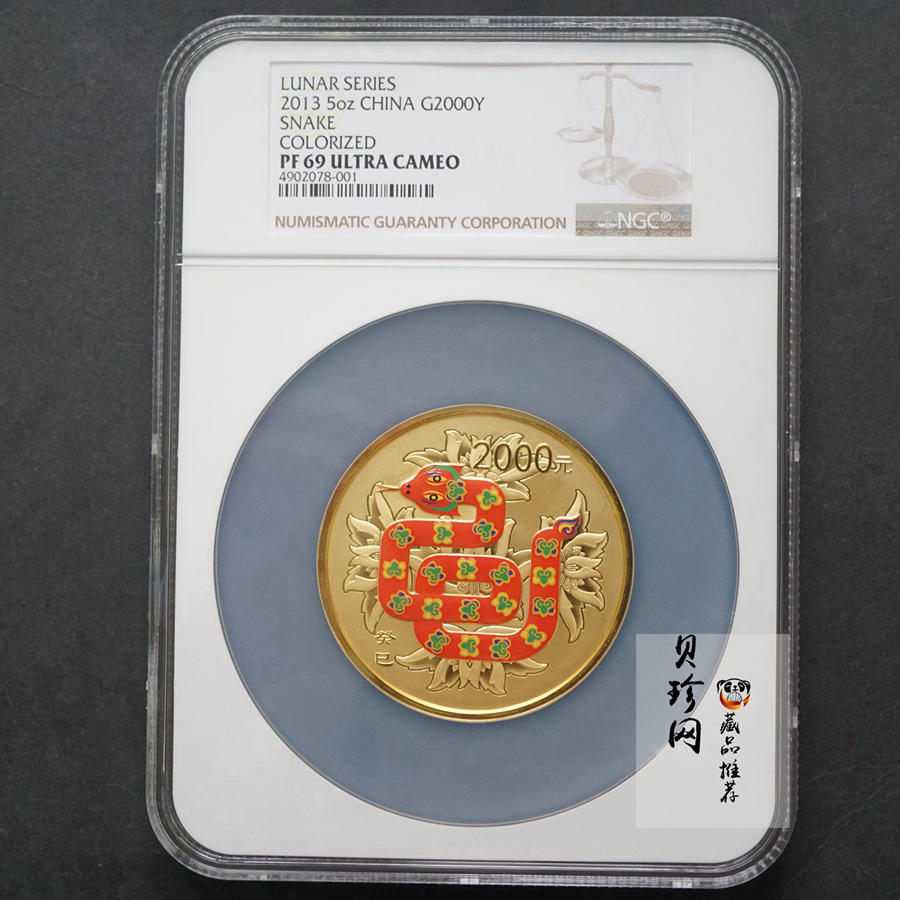 LUNAR SERIES
2013 5oz CHINA G2000Y
SNAKE
COLORIZED
PF 69 ULTRA CAMEO
4902078-001
NUMISMATIC GUARANTY CORPORATION
NGC®
2000元
癸
巳
贝珍网
藏品推荐